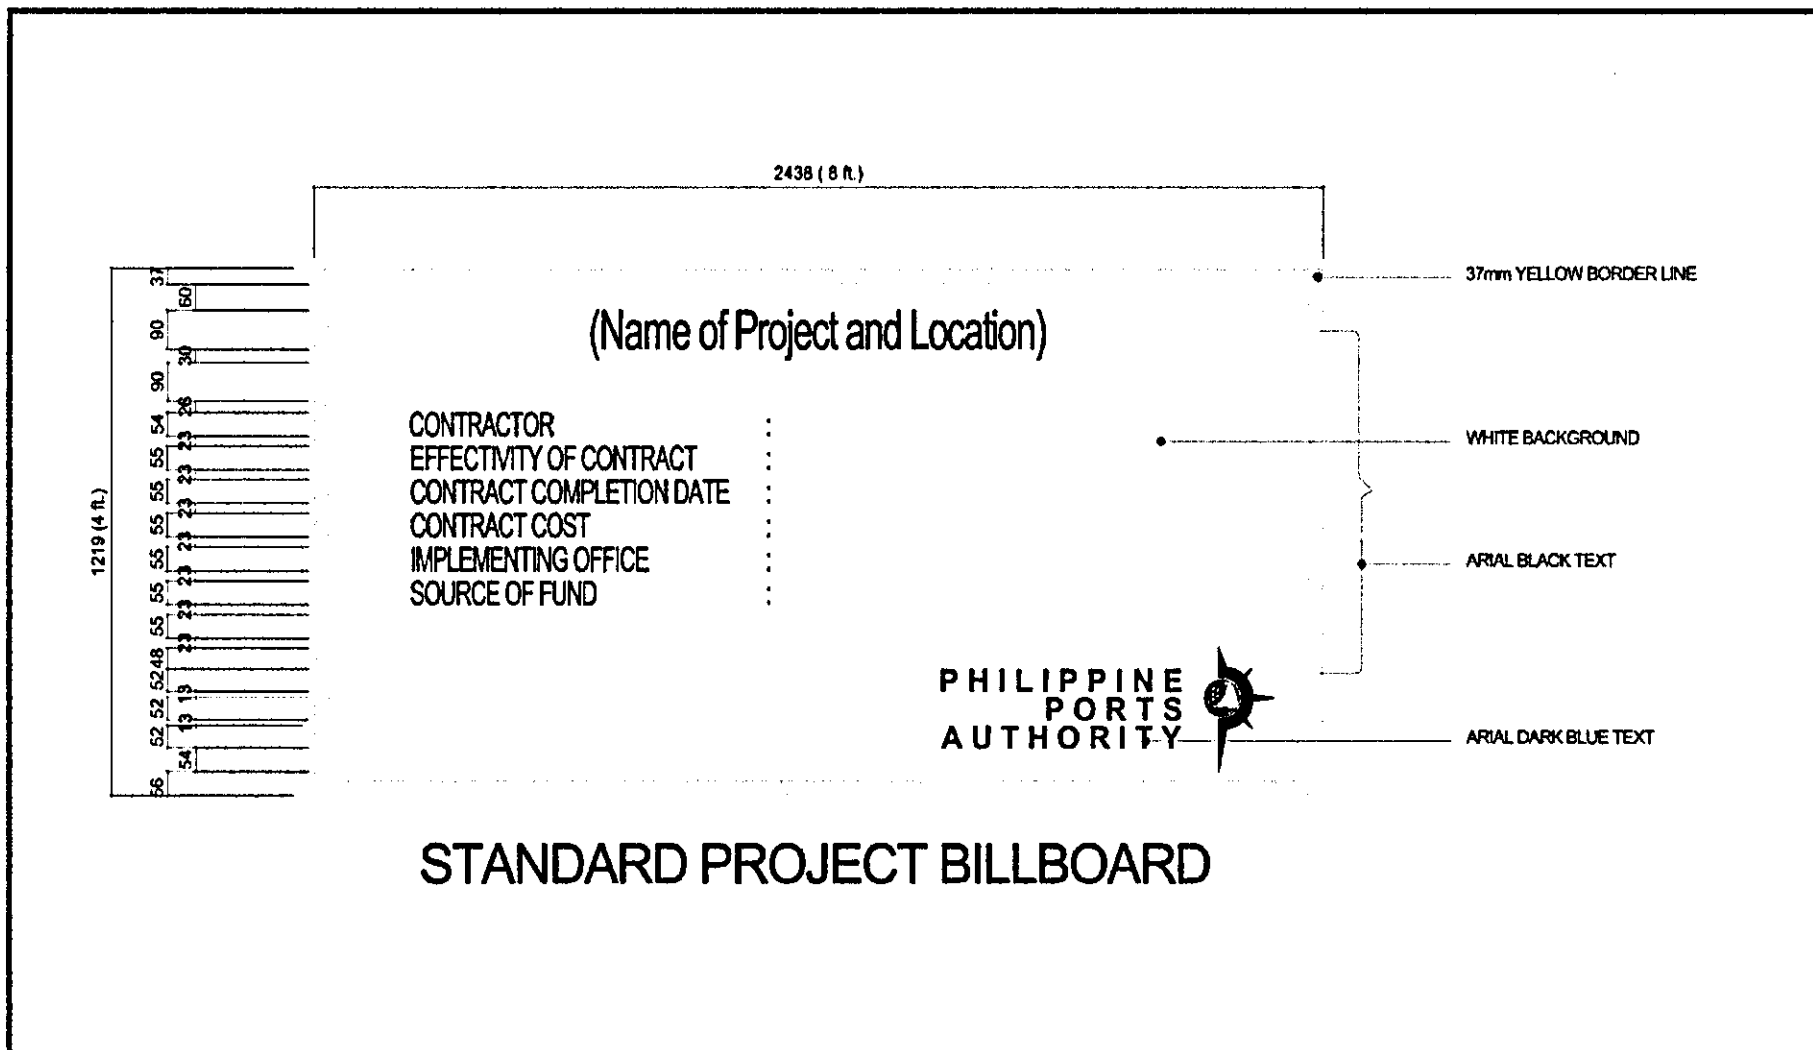 2438 ( 8 ft.)
37mm YELLOW BORDER LINE
(Name of Project and Location)
CONTRACTOR :
EFFECTIVITY OF CONTRACT :
CONTRACT COMPLETION DATE :
CONTRACT COST :
IMPLEMENTING OFFICE :
SOURCE OF FUND :
WHITE BACKGROUND
ARIAL BLACK TEXT
PHILIPPINE
PORTS
AUTHORITY
ARIAL DARK BLUE TEXT
1219 (4 ft.)
37
60
90
30
90
26
54
23
55
23
55
23
55
23
55
23
55
23
55
23
48
52
13
52
13
52
54
56
STANDARD PROJECT BILLBOARD